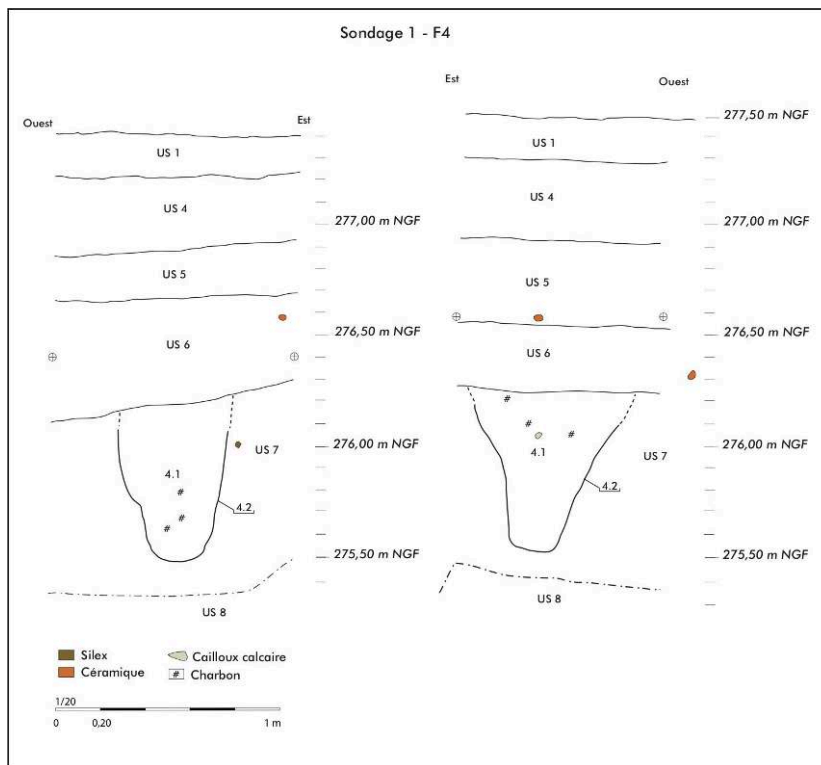 Sondage 1 - F4
Ouest
Est
US 1
US 4
US 5
US 6
US 7
4.1
#
#
#
4.2
US 8
277,00 m NGF
276,50 m NGF
276,00 m NGF
275,50 m NGF
Est
Ouest
US 1
US 4
US 5
US 6
#
#
#
4.1
US 7
4.2
US 8
277,50 m NGF
277,00 m NGF
276,50 m NGF
276,00 m NGF
275,50 m NGF
Silex
Cailloux calcaire
Céramique
# Charbon
1/20
0 0,20 1 m